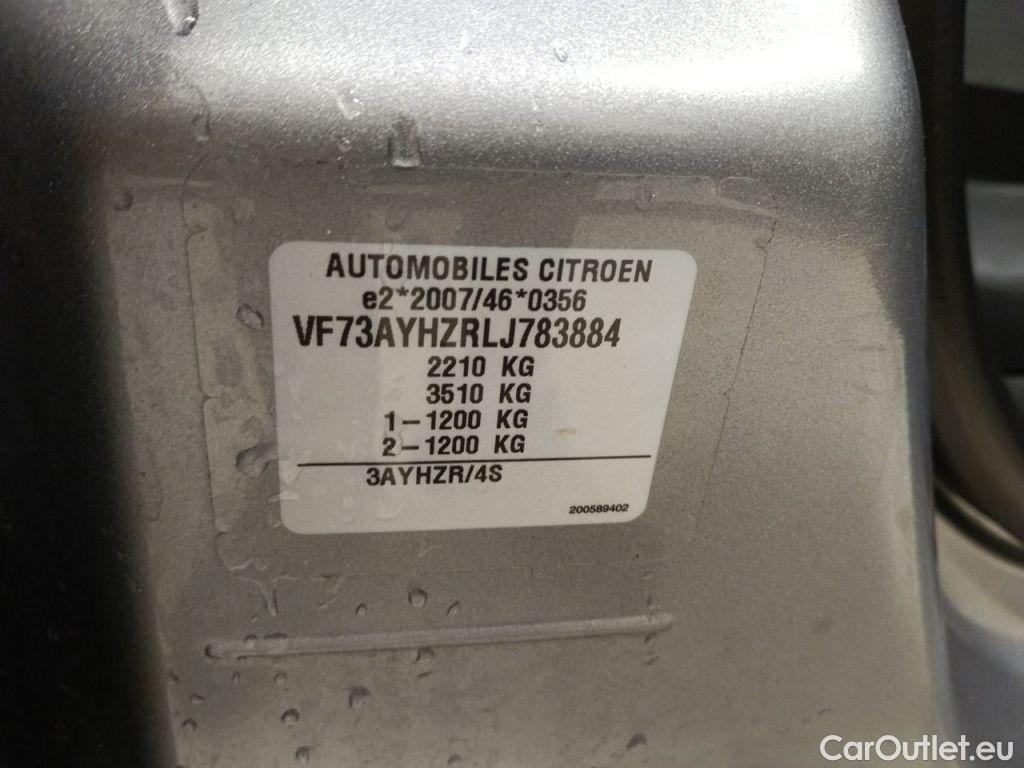 AUTOMOBILES CITROEN
e2*2007/46*0356
VF73AYHZRLJ783884
2210 KG
3510 KG
1-1200 KG
2-1200 KG
3AYHZR/4S
200589402
CarOutlet.eu